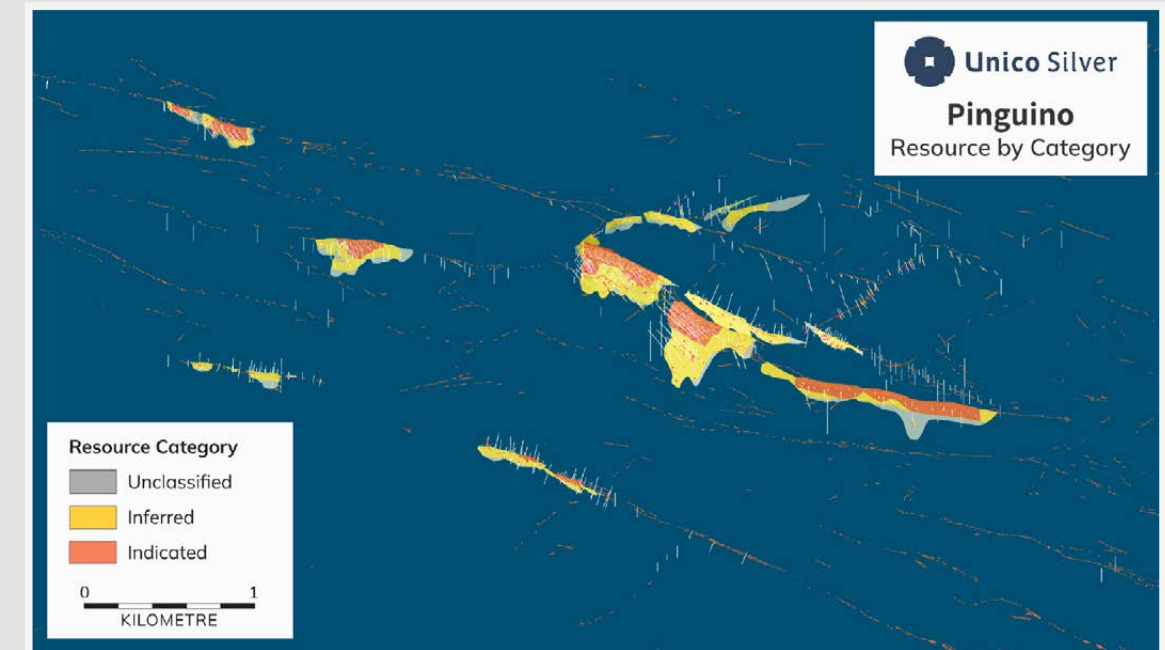 Unico Silver
Pinguino
Resource by Category
Resource Category
Unclassified
Inferred
Indicated
0 1
KILOMETRE